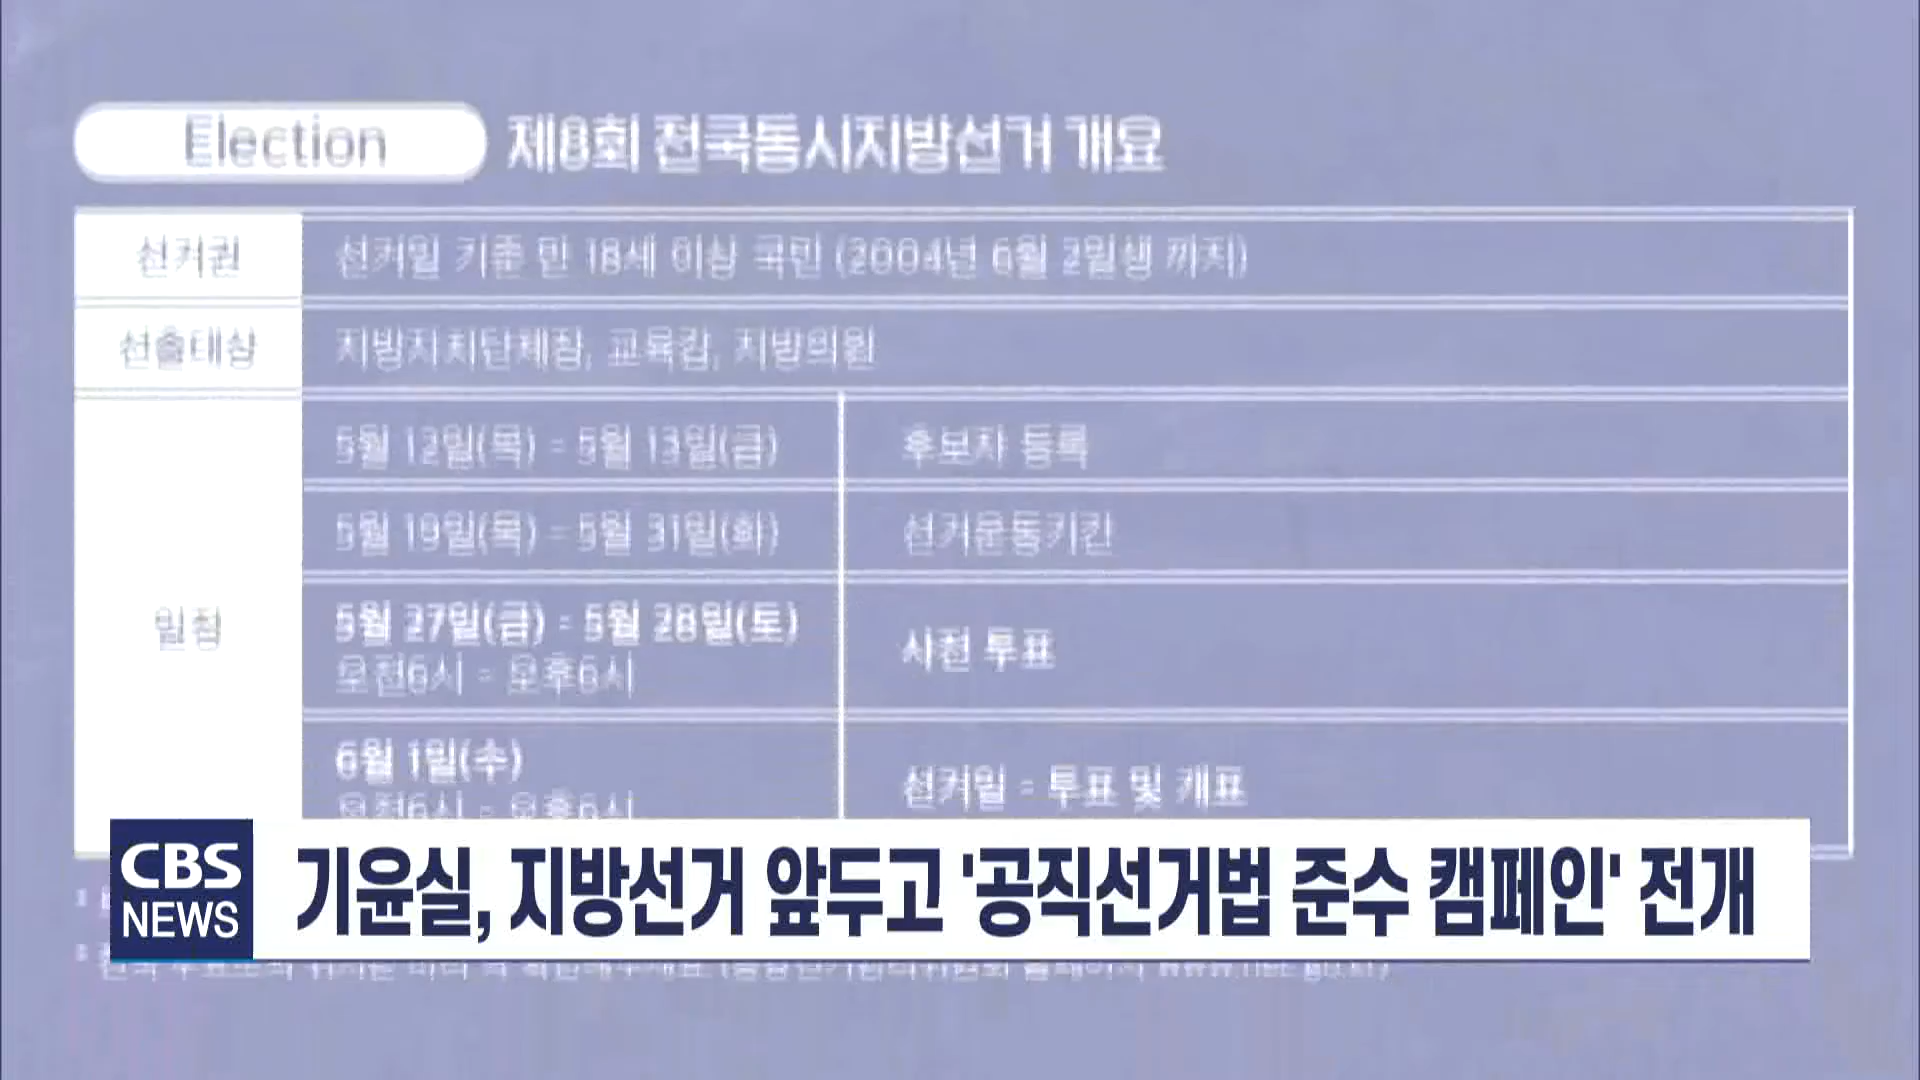 Election 제8회 전국동시지방선거 개요
선거권 선거일 기준 만 18세 이상 국민 (2004년 6월 2일생 까지)
선출대상 지방자치단체장, 교육감, 지방의원
5월 12일(목) - 5월 13일(금) 후보자 등록
5월 19일(목) - 5월 31일(화) 선거운동기간
일정
5월 27일(금) - 5월 28일(토)
오전6시 - 오후6시
사전 투표
6월 1일(수)
오전6시 - 오후6시
선거일 - 투표 및 개표
CBS
NEWS
기윤실, 지방선거 앞두고 '공직선거법 준수 캠페인' 전개